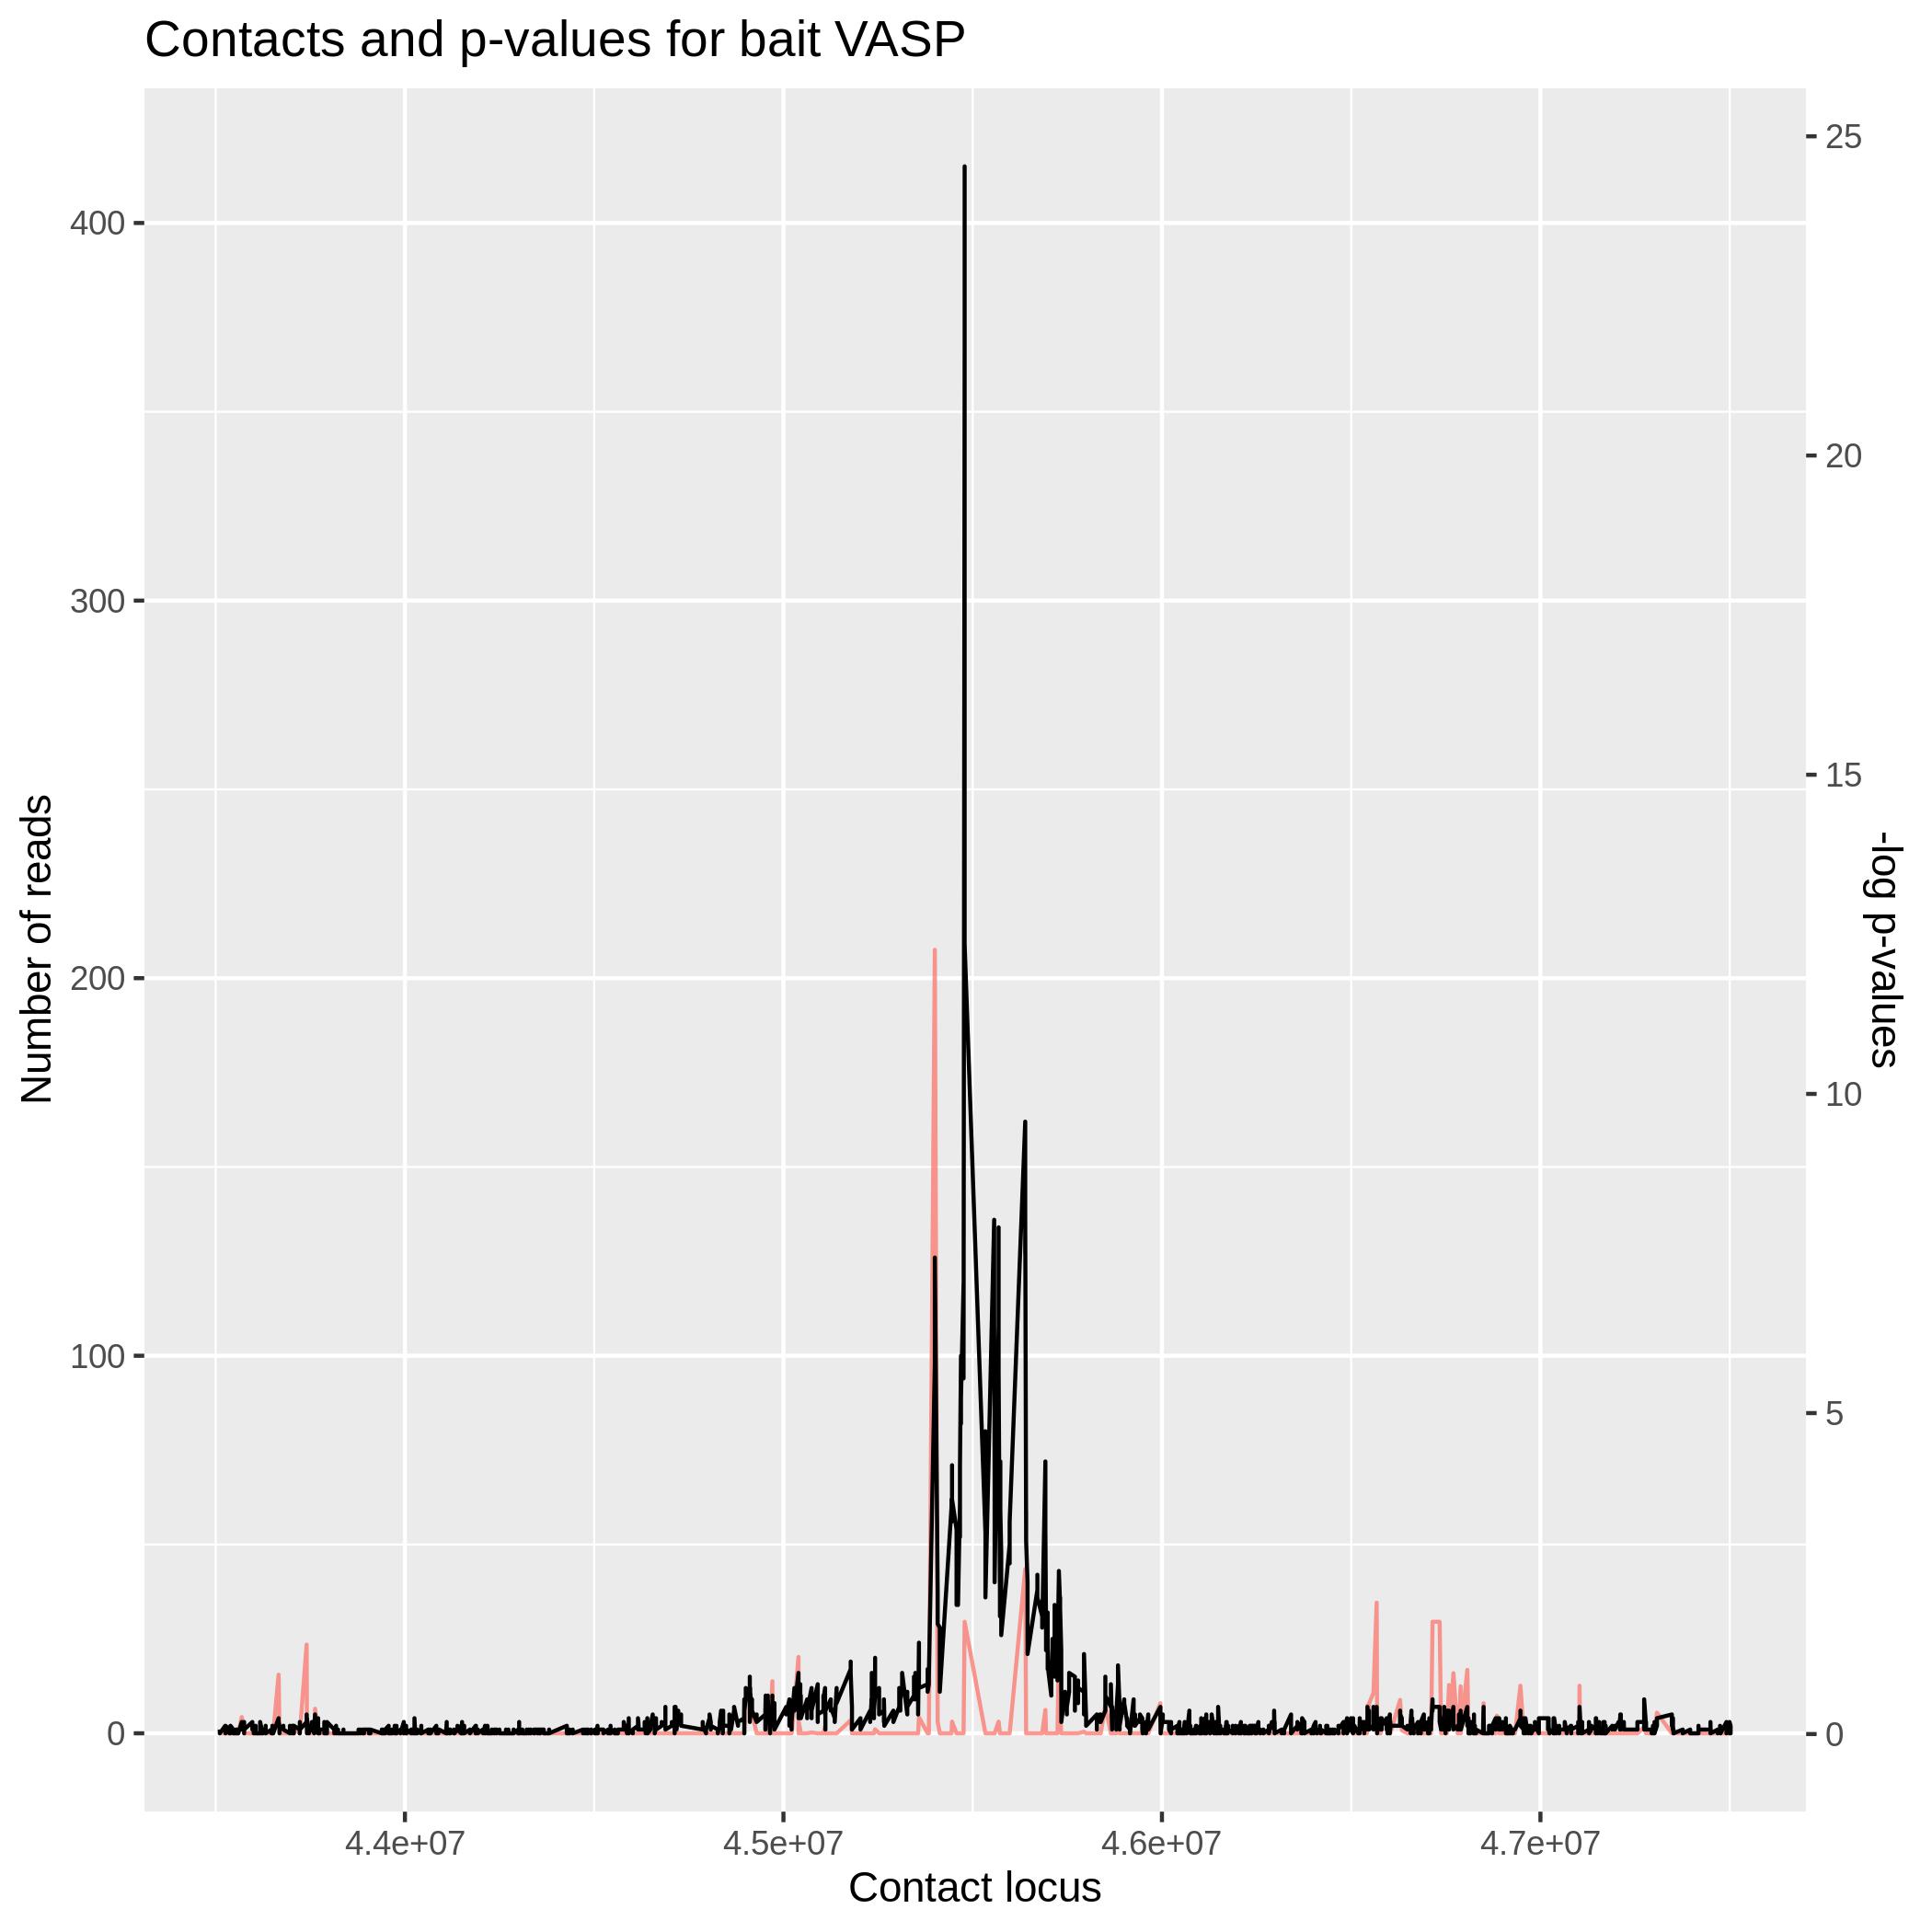 Contacts and p-values for bait VASP
400
300
200
100
0
Number of reads
25
20
15
10
5
0
-log p-values
4.4e+07
4.5e+07
4.6e+07
4.7e+07
Contact locus